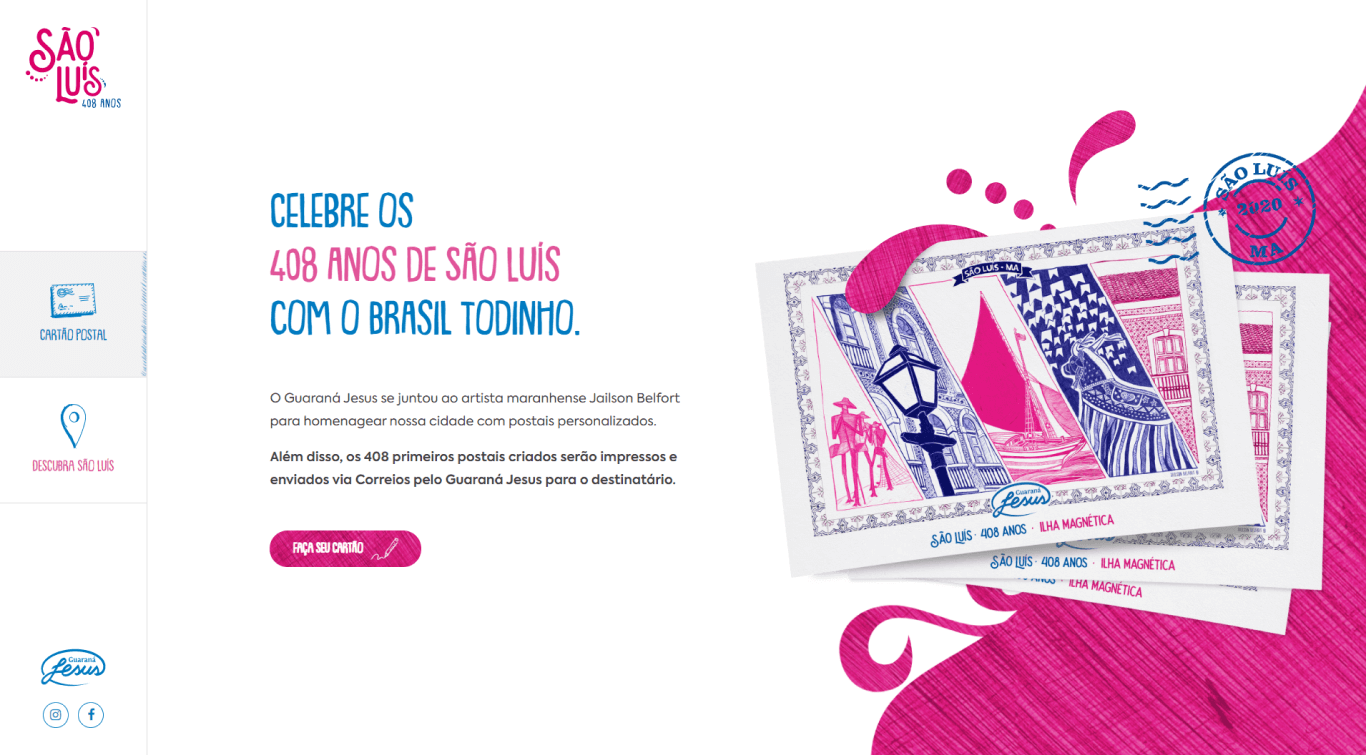 SÃO
LUÍS
408 ANOS
CARTÃO POSTAL
DESCUBRA SÃO LUÍS
Guaraná
Jesus
CELEBRE OS
408 ANOS DE SÃO LUÍS
COM O BRASIL TODINHO.
O Guaraná Jesus se juntou ao artista maranhense Jailson Belfort
para homenagear nossa cidade com postais personalizados.
Além disso, os 408 primeiros postais criados serão impressos e
enviados via Correios pelo Guaraná Jesus para o destinatário.
FAÇA SEU CARTÃO
SÃO LUÍS
2020
MA
SÃO LUÍS • MA
Guaraná
Jesus
SÃO LUÍS · 408 ANOS · ILHA MAGNÉTICA
SÃO LUÍS · 408 ANOS · ILHA MAGNÉTICA
ANOS · ILHA MAGNÉTICA